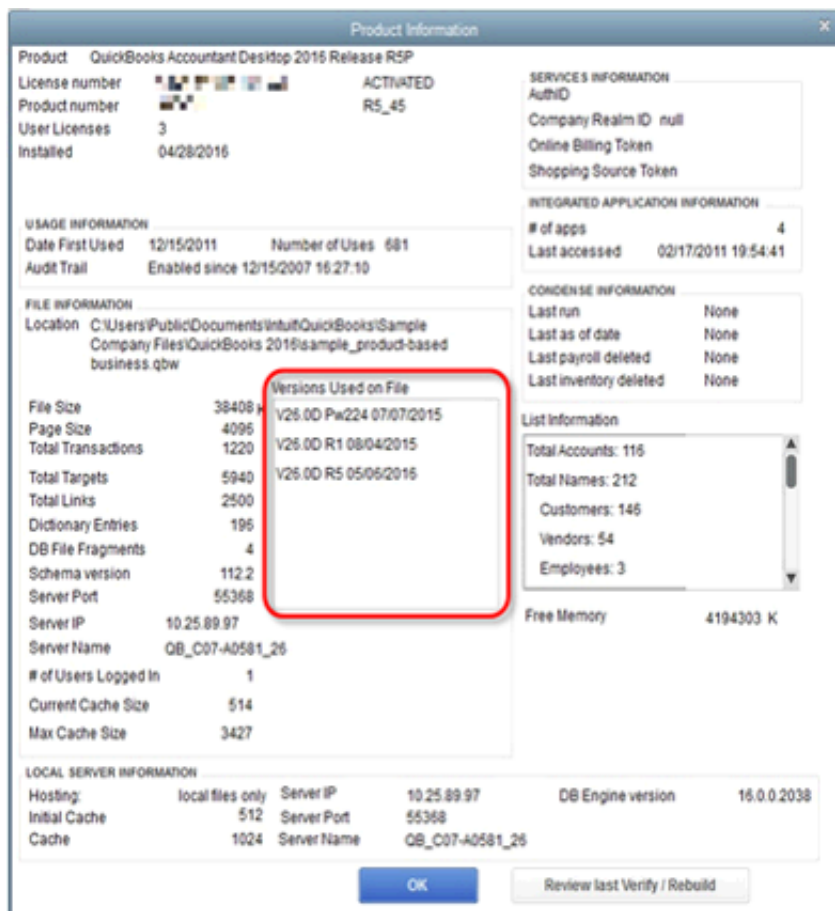 Product Information
Product QuickBooks Accountant Desktop 2016 Release R5P
License number ACTIVATED
Product number R5_45
User Licenses 3
Installed 04/28/2016
SERVICES INFORMATION
AuthID
Company Realm ID null
Online Billing Token
Shopping Source Token
USAGE INFORMATION
Date First Used 12/15/2011 Number of Uses 681
Audit Trail Enabled since 12/15/2007 16:27:10
INTEGRATED APPLICATION INFORMATION
# of apps 4
Last accessed 02/17/2011 19:54:41
CONDENSE INFORMATION
Last run None
Last as of date None
Last payroll deleted None
Last inventory deleted None
FILE INFORMATION
Location C:\Users\Public\Documents\Intuit\QuickBooks\Sample
Company Files\QuickBooks 2016\sample_product-based
business.qbw
File Size 38408
Page Size 4096
Total Transactions 1220
Total Targets 5940
Total Links 2500
Dictionary Entries 196
DB File Fragments 4
Schema version 112.2
Server Port 55368
Server IP 10.25.89.97
Server Name QB_C07-A0581_26
# of Users Logged In 1
Current Cache Size 514
Max Cache Size 3427
Versions Used on File
V26.0D Pw224 07/07/2015
V26.0D R1 08/04/2015
V26.0D R5 05/06/2016
List Information
Total Accounts: 116
Total Names: 212
Customers: 146
Vendors: 54
Employees: 3
Free Memory 4194303 K
LOCAL SERVER INFORMATION
Hosting: local files only Server IP 10.25.89.97 DB Engine version 16.0.0.2038
Initial Cache 512 Server Port 55368
Cache 1024 Server Name QB_C07-A0581_26
OK Review last Verify / Rebuild